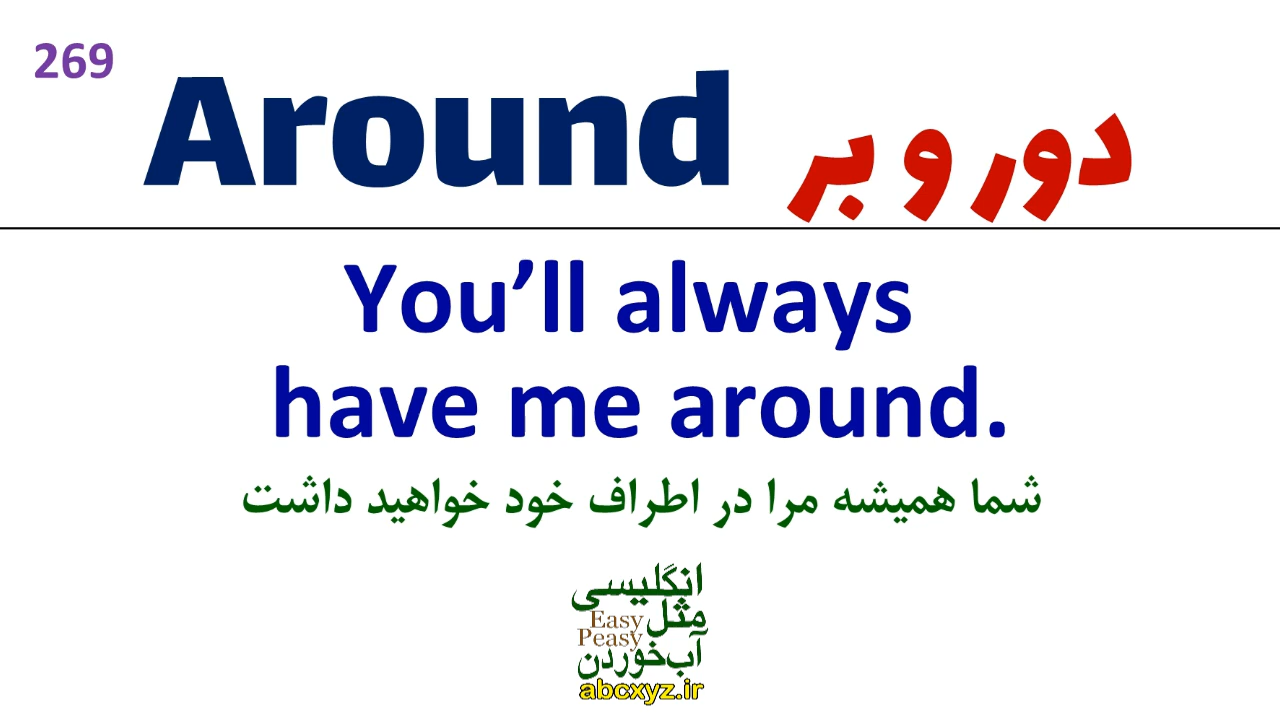 269
Around دور و بر
You’ll always
have me around.
شما همیشه مرا در اطراف خود خواهید داشت
انگلیسی
مثل
Easy
Peasy
آب‌خوردن
abcxyz.ir